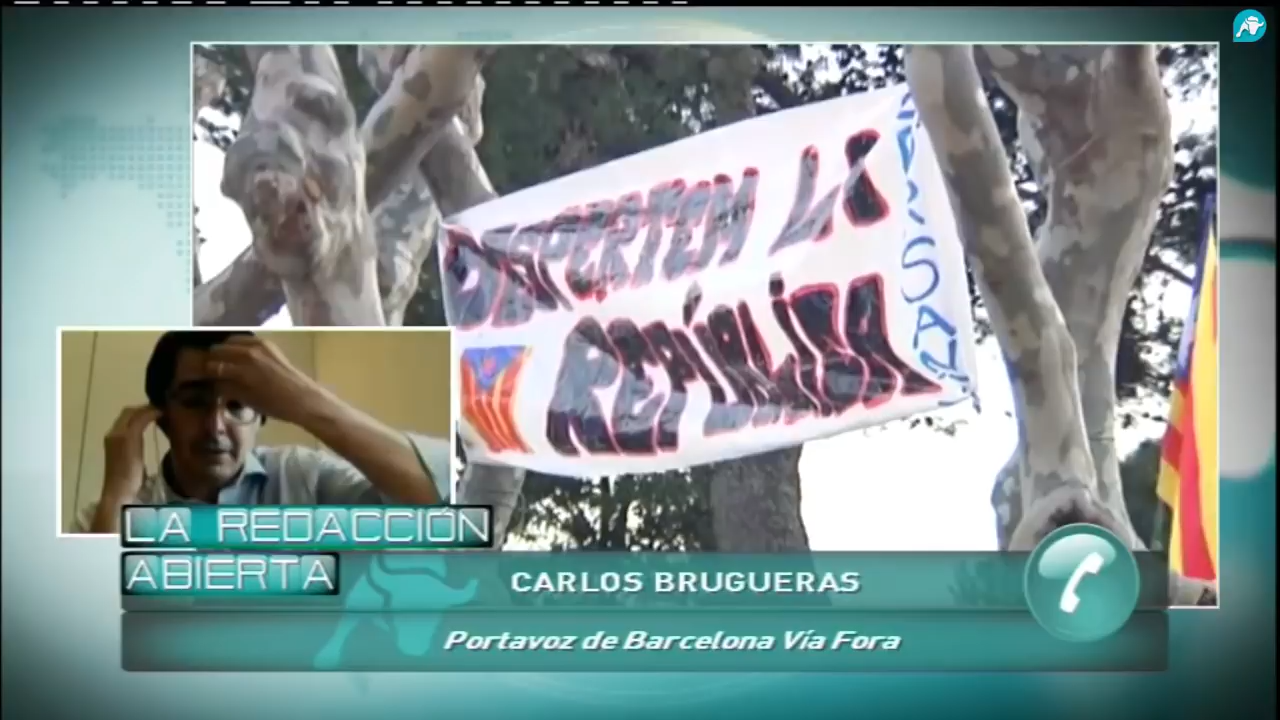 DESPERTEM LA
REPÚBLICA
LA REDACCIÓN
ABIERTA
CARLOS BRUGUERAS
Portavoz de Barcelona Vía Fora